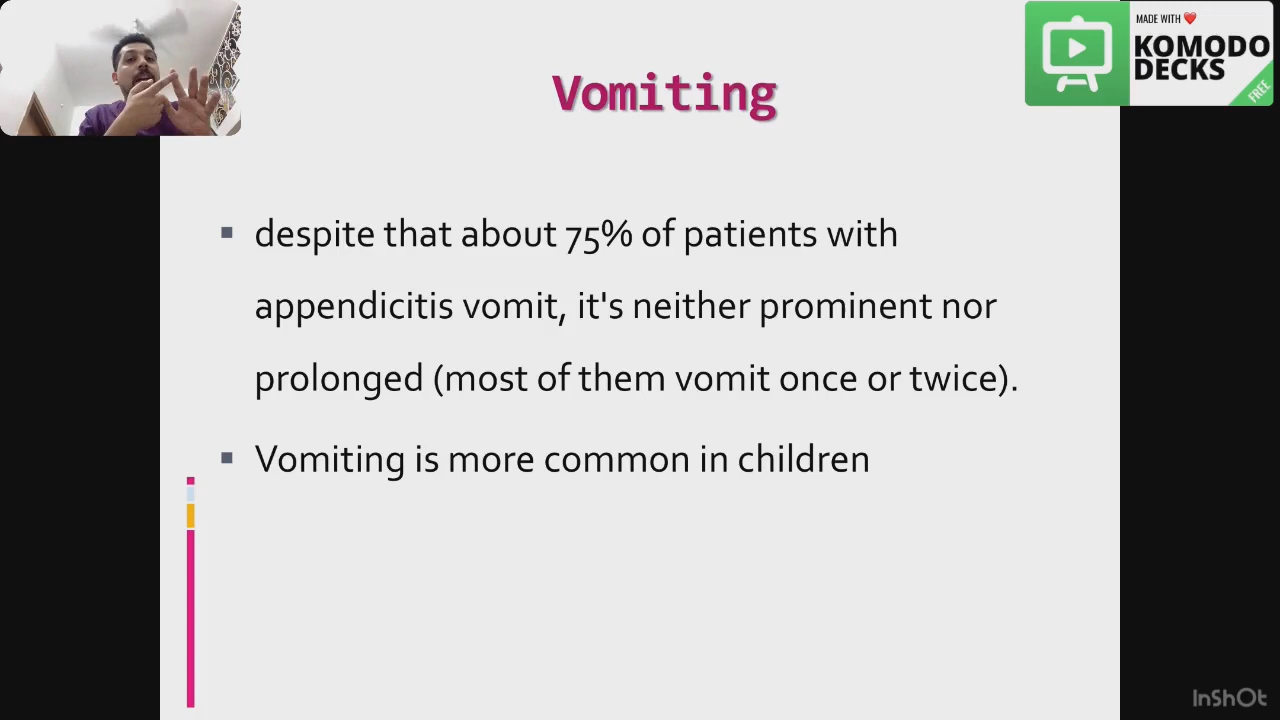 MADE WITH ❤️
KOMODO
DECKS
FREE
Vomiting
▪ despite that about 75% of patients with
appendicitis vomit, it's neither prominent nor
prolonged (most of them vomit once or twice).
▪ Vomiting is more common in children
InShOt